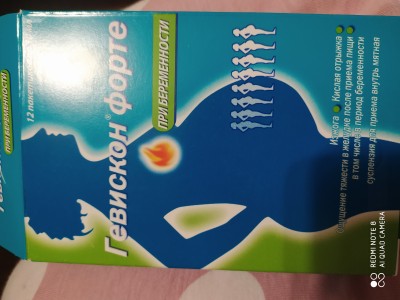 Гевискон® форте
ПРИ БЕРЕМЕННОСТИ
Изжога • Кислая отрыжка
ощущение тяжести в желудке после приема пищи
в том числе в период беременности
суспензия для приема внутрь мятная
12 пакетиков
ПРИ БЕРЕМЕННОСТИ
REDMI NOTE 8
AI QUAD CAMERA